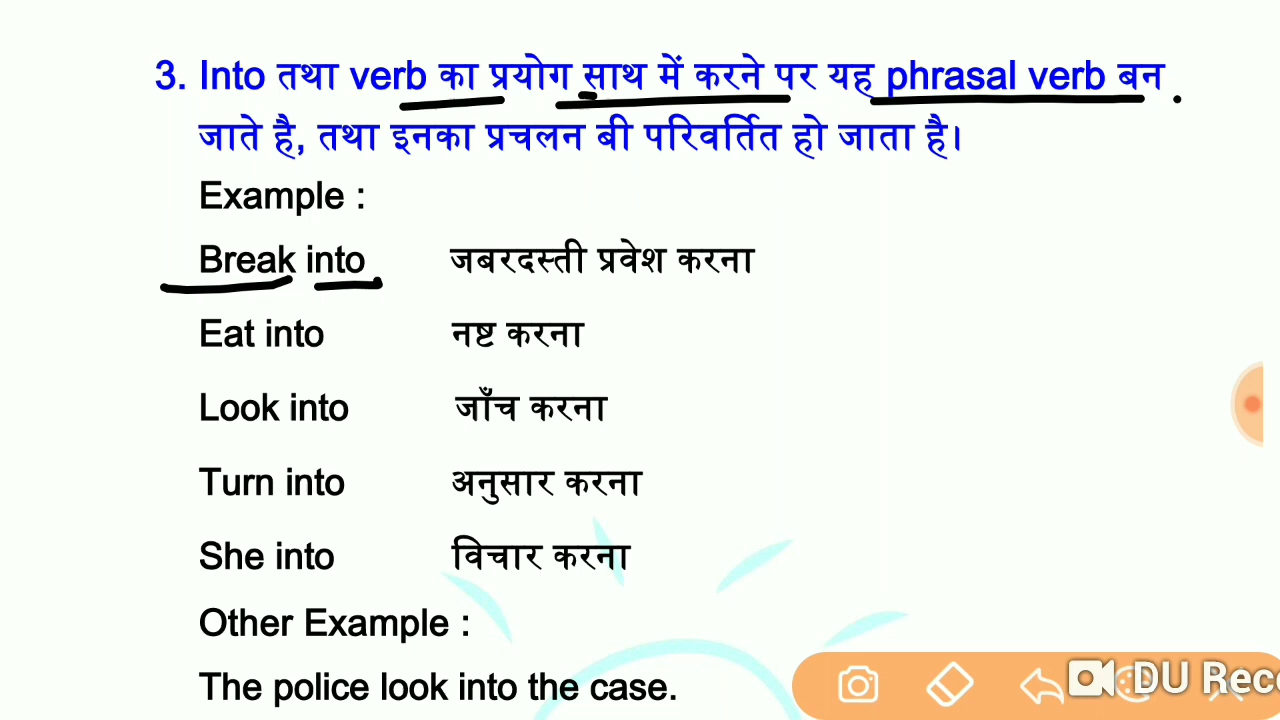 3. Into तथा verb का प्रयोग साथ में करने पर यह phrasal verb बन
जाते है, तथा इनका प्रचलन बी परिवर्तित हो जाता है।
Example :
Break into जबरदस्ती प्रवेश करना
Eat into नष्ट करना
Look into जाँच करना
Turn into अनुसार करना
She into विचार करना
Other Example :
The police look into the case.
DU Rec